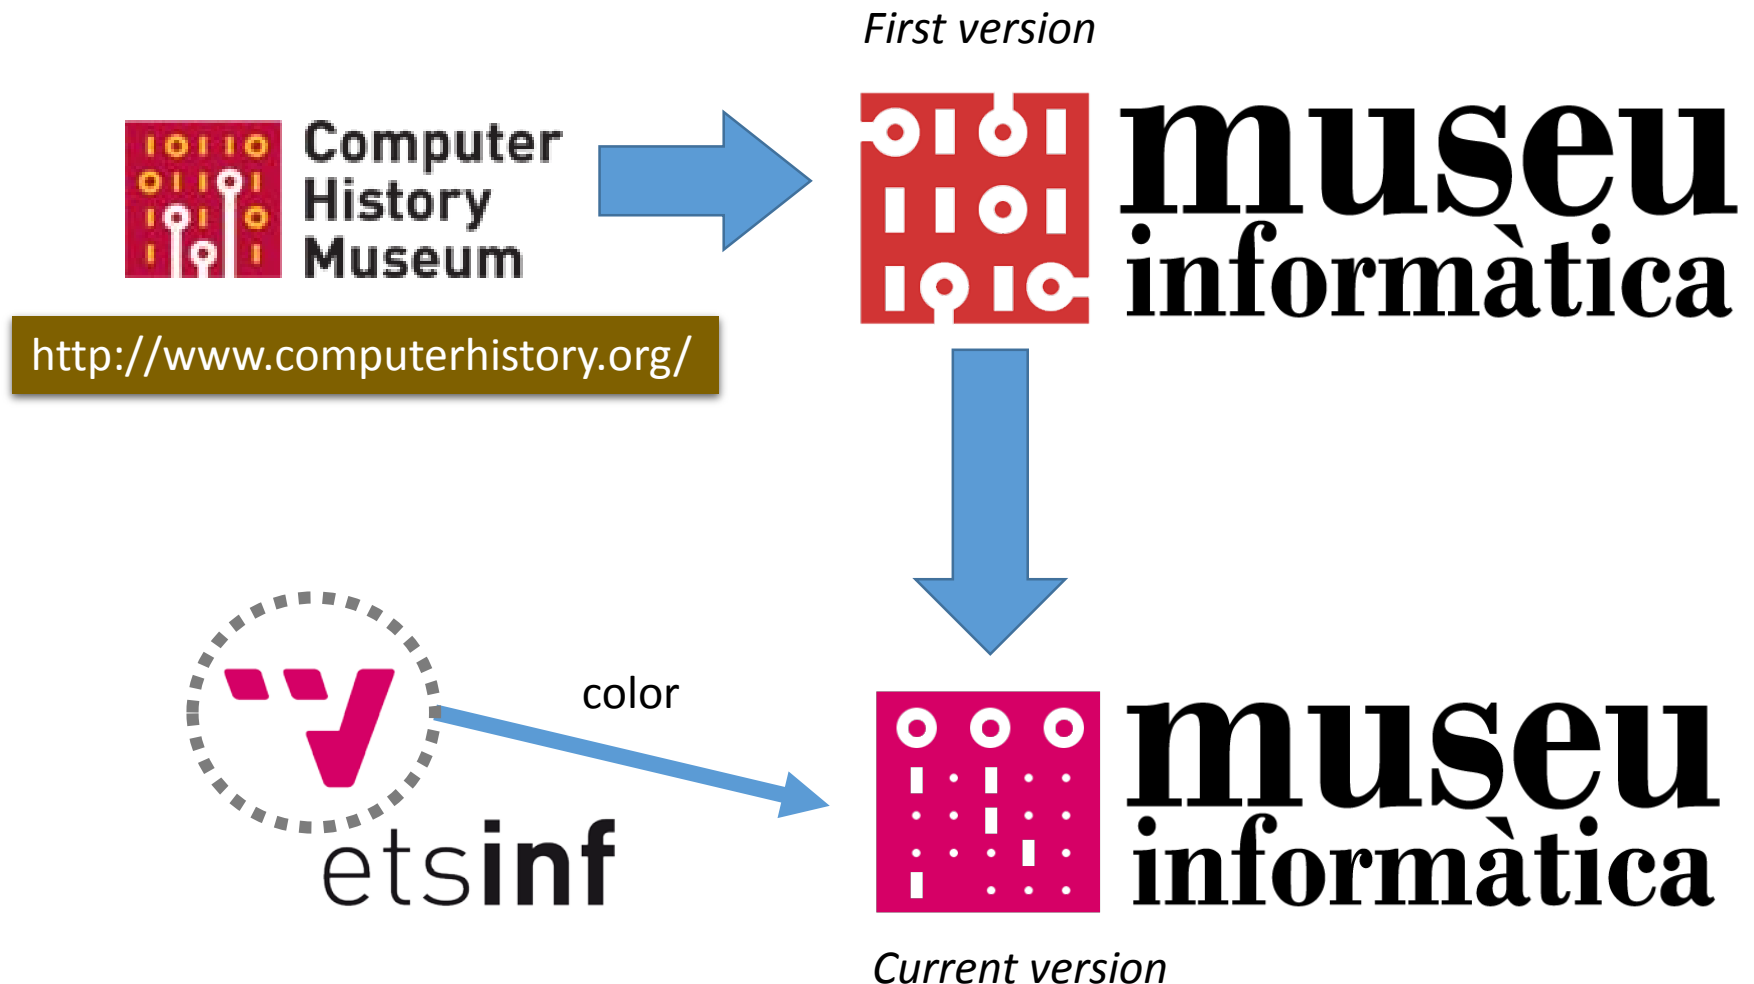 First version
Computer
History
Museum
museu
informàtica
http://www.computerhistory.org/
color
etsinf
museu
informàtica
Current version